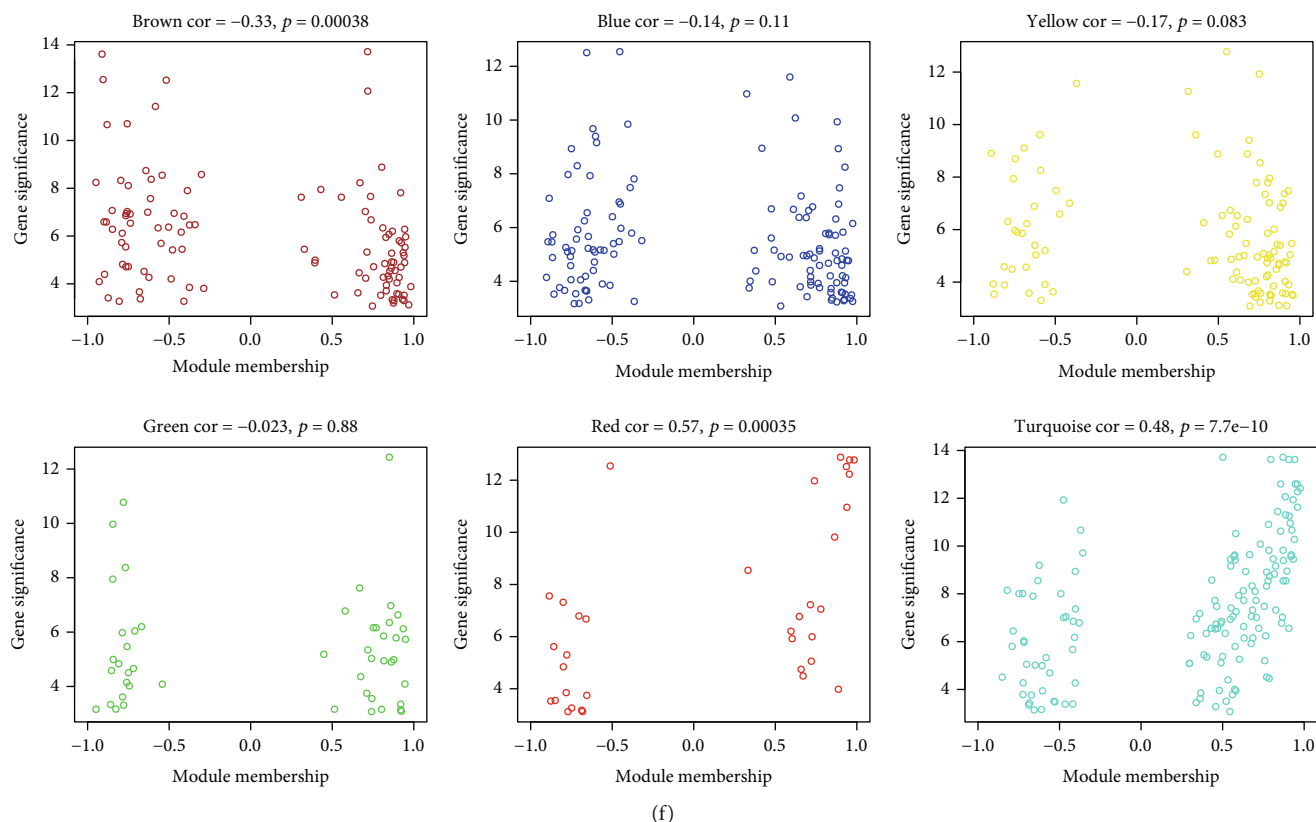 Brown cor = −0.33, p = 0.00038
Gene significance
14
12
10
8
6
4
−1.0 −0.5 0.0 0.5 1.0
Module membership
Blue cor = −0.14, p = 0.11
Gene significance
12
10
8
6
4
−1.0 −0.5 0.0 0.5 1.0
Module membership
Yellow cor = −0.17, p = 0.083
Gene significance
12
10
8
6
4
−1.0 −0.5 0.0 0.5 1.0
Module membership
Green cor = −0.023, p = 0.88
Gene significance
12
10
8
6
4
−1.0 −0.5 0.0 0.5 1.0
Module membership
Red cor = 0.57, p = 0.00035
Gene significance
12
10
8
6
4
−1.0 −0.5 0.0 0.5 1.0
Module membership
Turquoise cor = 0.48, p = 7.7e−10
Gene significance
14
12
10
8
6
4
−1.0 −0.5 0.0 0.5 1.0
Module membership
(f)